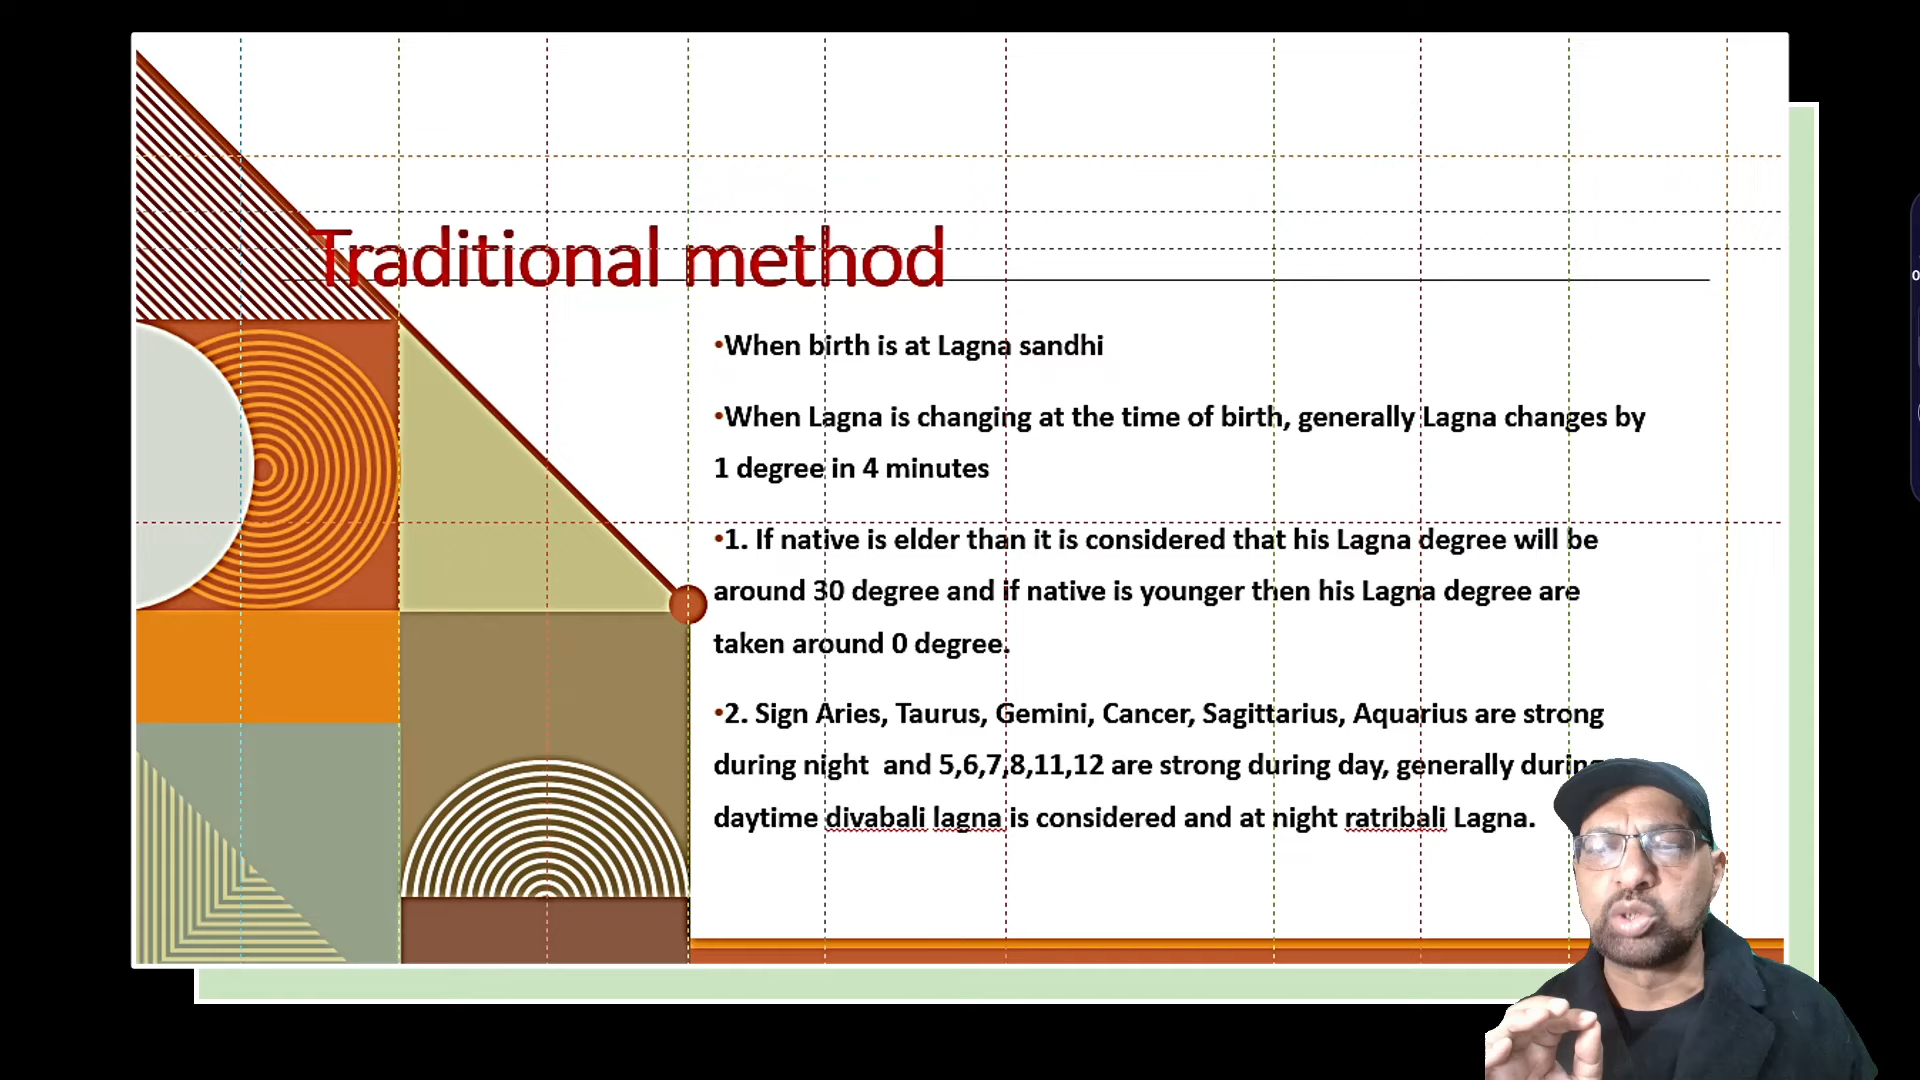 Traditional method
•When birth is at Lagna sandhi
•When Lagna is changing at the time of birth, generally Lagna changes by
1 degree in 4 minutes
•1. If native is elder than it is considered that his Lagna degree will be
around 30 degree and if native is younger then his Lagna degree are
taken around 0 degree.
•2. Sign Aries, Taurus, Gemini, Cancer, Sagittarius, Aquarius are strong
during night and 5,6,7,8,11,12 are strong during day, generally during
daytime divabali lagna is considered and at night ratribali Lagna.